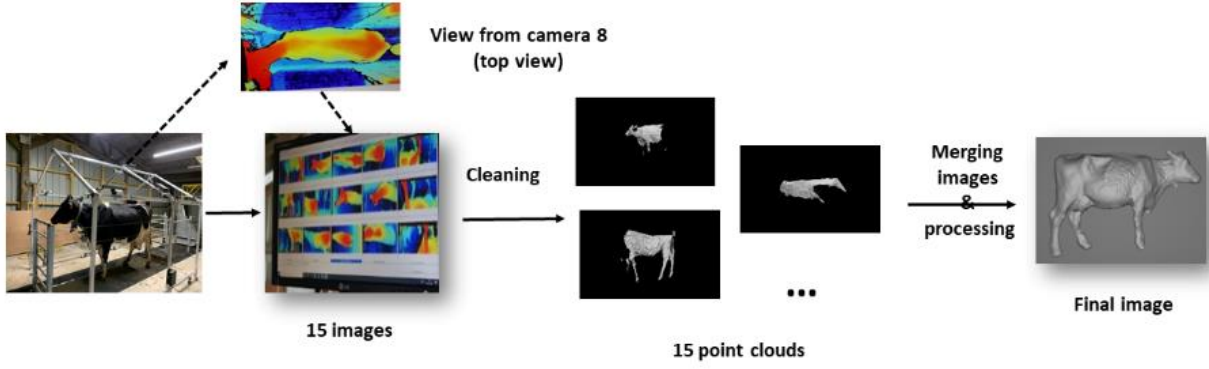 View from camera 8
(top view)
Cleaning
Merging
images
&
processing
15 images
15 point clouds
...
Final image